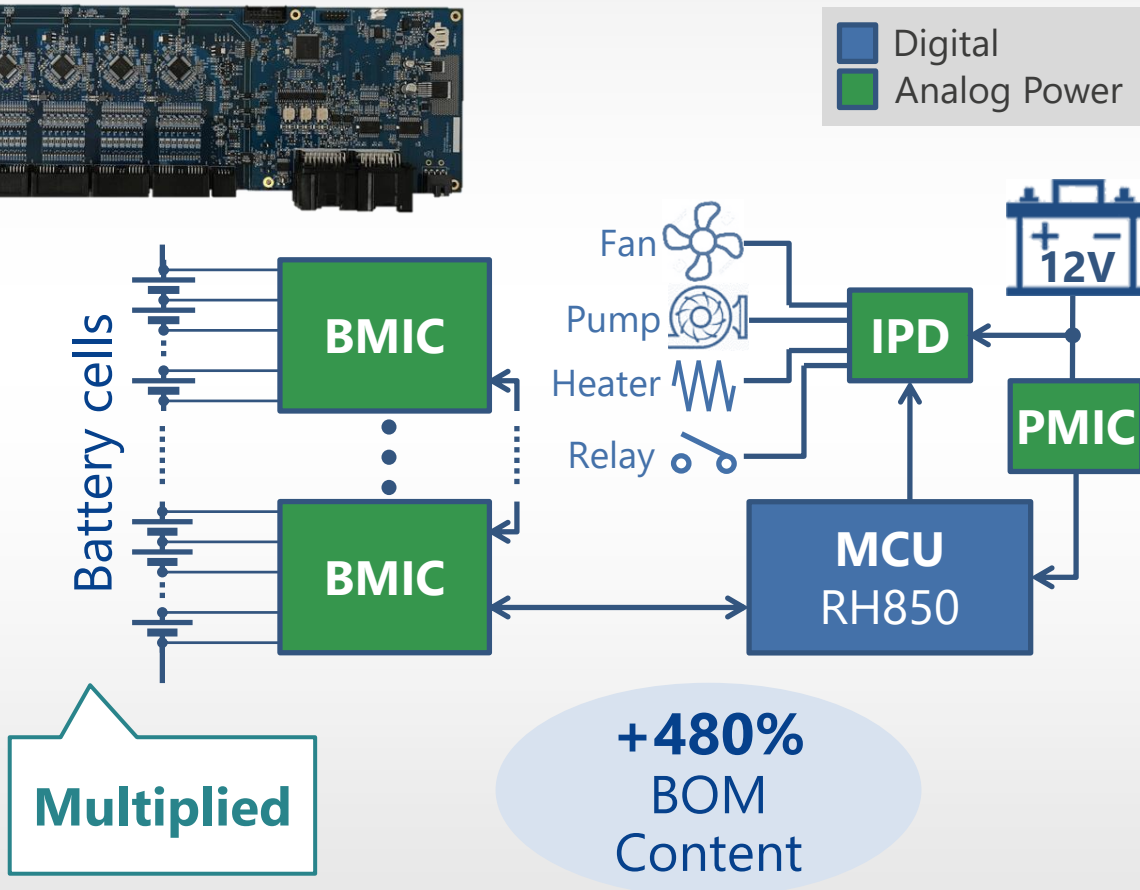 Digital
Analog Power
Fan
Pump
Heater
Relay
IPD
+ −
12V
PMIC
Battery cells
BMIC
BMIC
MCU
RH850
Multiplied
+480%
BOM
Content